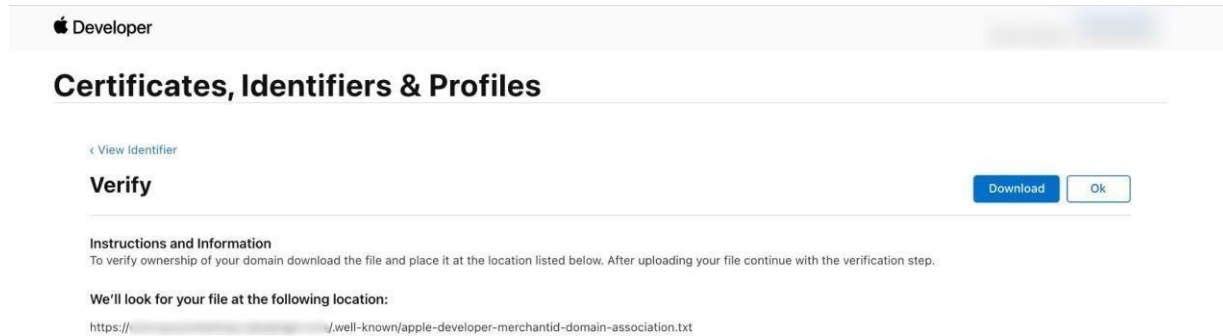 Developer
Certificates, Identifiers & Profiles
‹ View Identifier
Verify
Download
Ok
Instructions and Information
To verify ownership of your domain download the file and place it at the location listed below. After uploading your file continue with the verification step.
We'll look for your file at the following location:
https:// /.well-known/apple-developer-merchantid-domain-association.txt